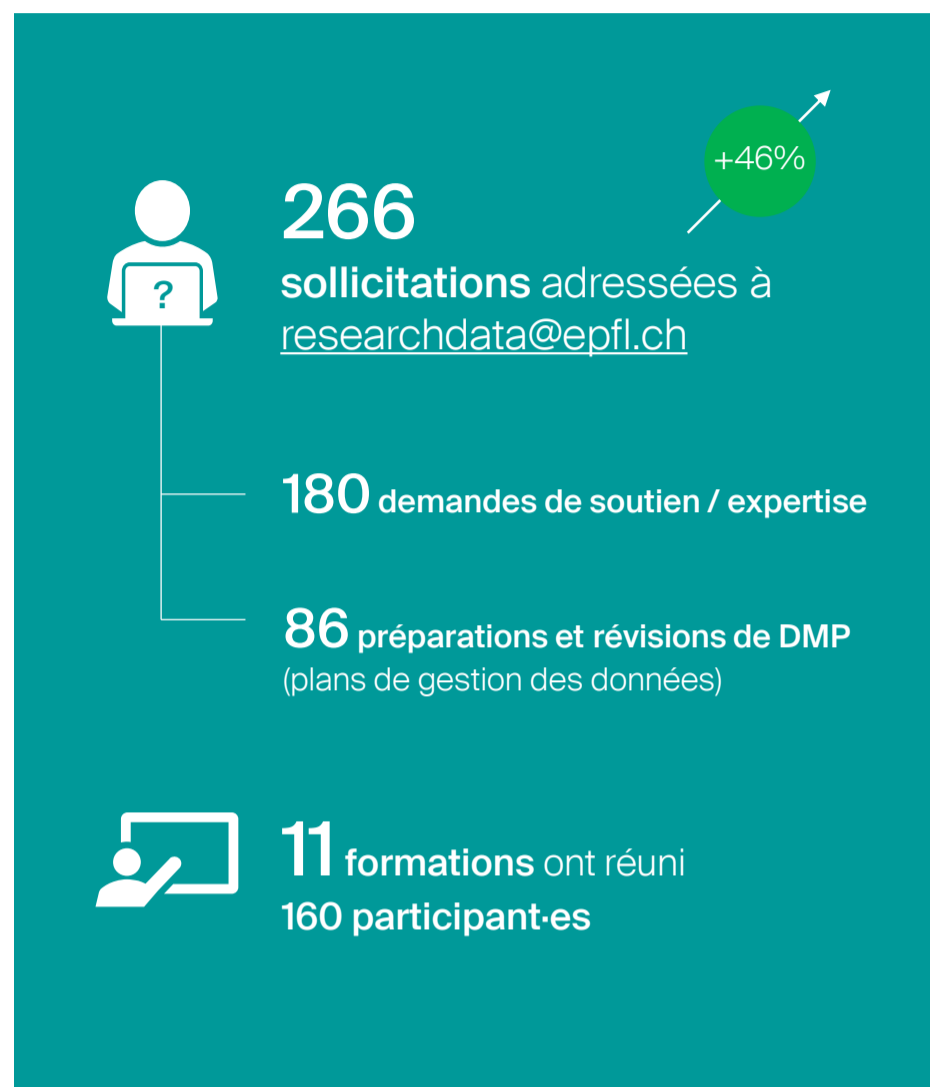 +46%
266
sollicitations adressées à
researchdata@epfl.ch
?
180 demandes de soutien / expertise
86 préparations et révisions de DMP
(plans de gestion des données)
11 formations ont réuni
160 participant·es